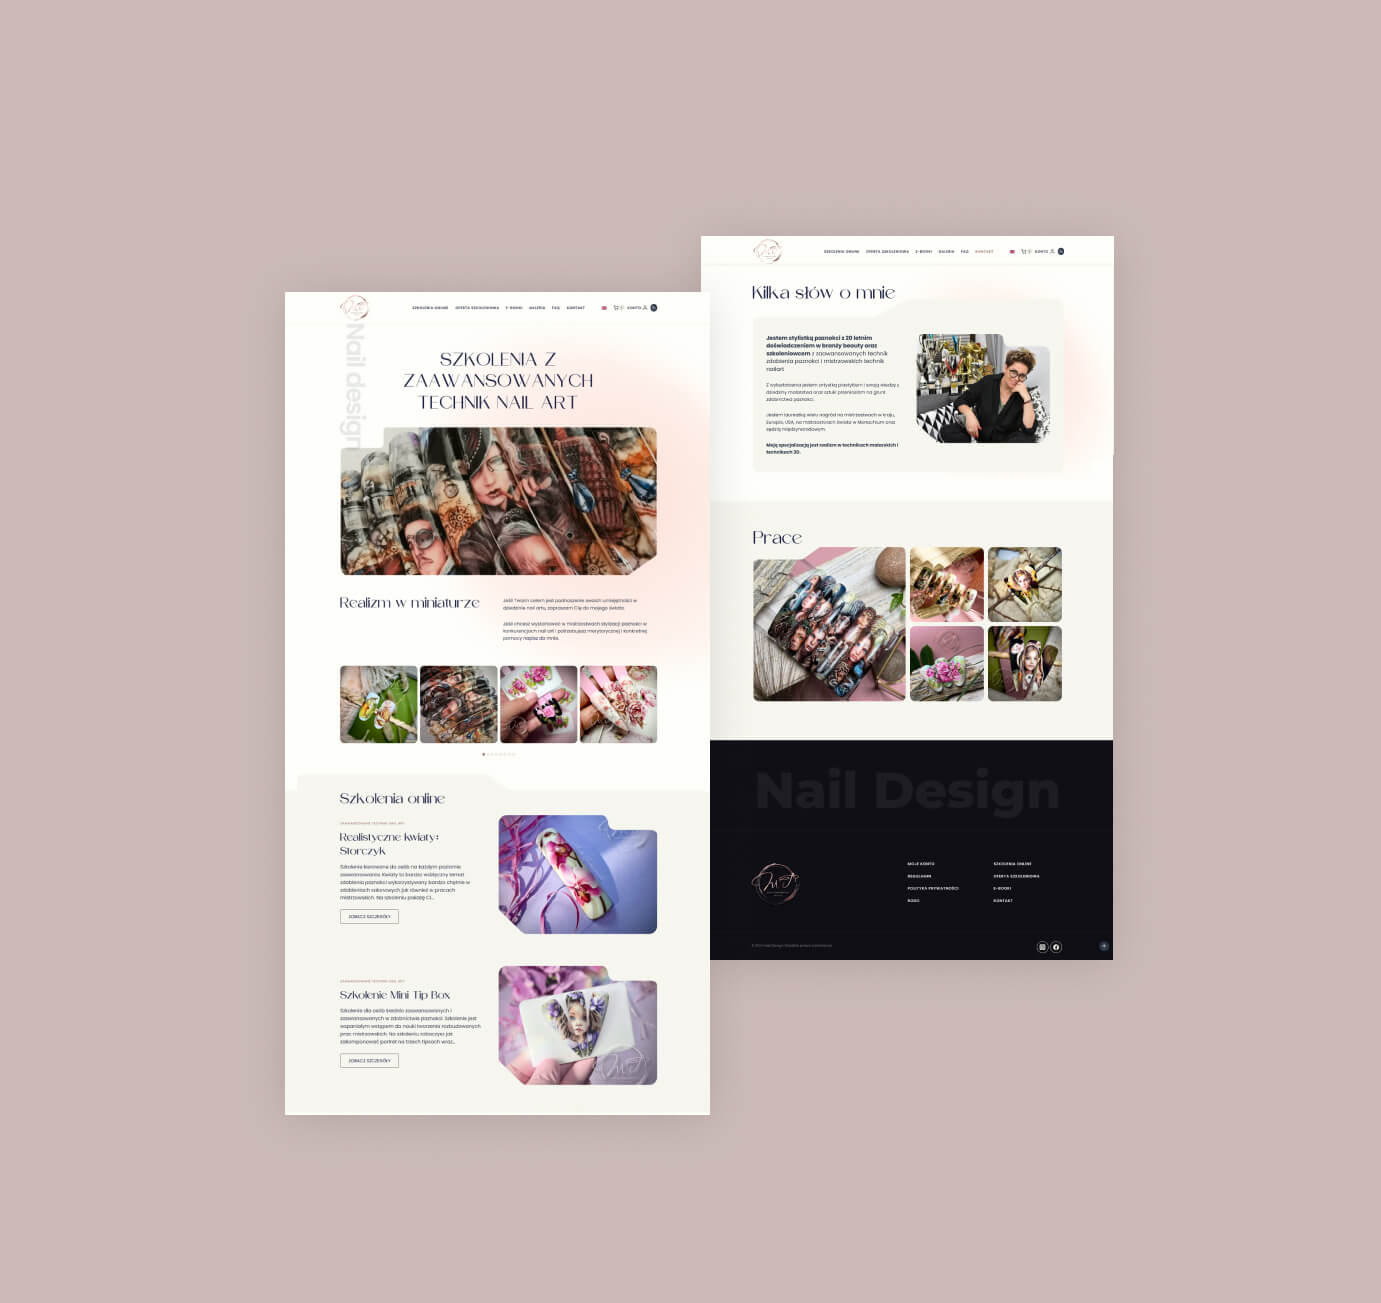 SZKOLENIA ONLINE OFERTA SZKOLENIOWA E-BOOKI GALERIA FAQ KONTAKT KONTO
Nail design
SZKOLENIA Z
ZAAWANSOWANYCH
TECHNIK NAIL ART
Realizm w miniaturze
Jeśli Twoim celem jest podnoszenie swoich umiejętności w
dziedzinie nail artu, zapraszam Cię do mojego świata.
Jeśli chcesz wystartować w mistrzostwach stylizacji paznokci w
konkurencjach nail art i potrzebujesz merytorycznej i konkretnej
pomocy napisz do mnie.
Szkolenia online
ZAAWANSOWANE TECHNIKI NAIL ART
Realistyczne kwiaty:
Storczyk
Szkolenie kierowane do osób na każdym poziomie
zaawansowania. Kwiaty to bardzo wdzięczny temat
zdobienia paznokci wykorzystywany bardzo chętnie w
zdobieniach salonowych jak również w pracach
mistrzowskich. Na szkoleniu pokażę Ci...
ZOBACZ SZCZEGÓŁY
ZAAWANSOWANE TECHNIKI NAIL ART
Szkolenie Mini Tip Box
Szkolenie dla osób średnio zaawansowanych i
zaawansowanych w zdobnictwie paznokci. Szkolenie jest
wspaniałym wstępem do nauki tworzenia rozbudowanych
prac mistrzowskich. Na szkoleniu zobaczysz jak
zakomponować portret na trzech tipsach wraz...
ZOBACZ SZCZEGÓŁY
SZKOLENIA ONLINE OFERTA SZKOLENIOWA E-BOOKI GALERIA FAQ KONTAKT KONTO
Kilka słów o mnie
Jestem stylistką paznokci z 20 letnim
doświadczeniem w branży beauty oraz
szkoleniowcem z zaawansowanych technik
zdobienia paznokci i mistrzowskich technik
nailart
Z wykształcenia jestem artystką plastykiem i swoją wiedzę z
dziedziny malarstwa oraz sztuki przeniosłam na grunt
zdobnictwa paznokci.
Jestem laureatką wielu nagród na mistrzostwach w kraju,
Europie, USA, na mistrzostwach świata w Monachium oraz
sędzią międzynarodowym.
Moją specjalizacją jest realizm w technikach malarskich i
technikach 3D.
Prace
Nail Design
MOJE KONTO
REGULAMIN
POLITYKA PRYWATNOŚCI
RODO
SZKOLENIA ONLINE
OFERTA SZKOLENIOWA
E-BOOKI
KONTAKT